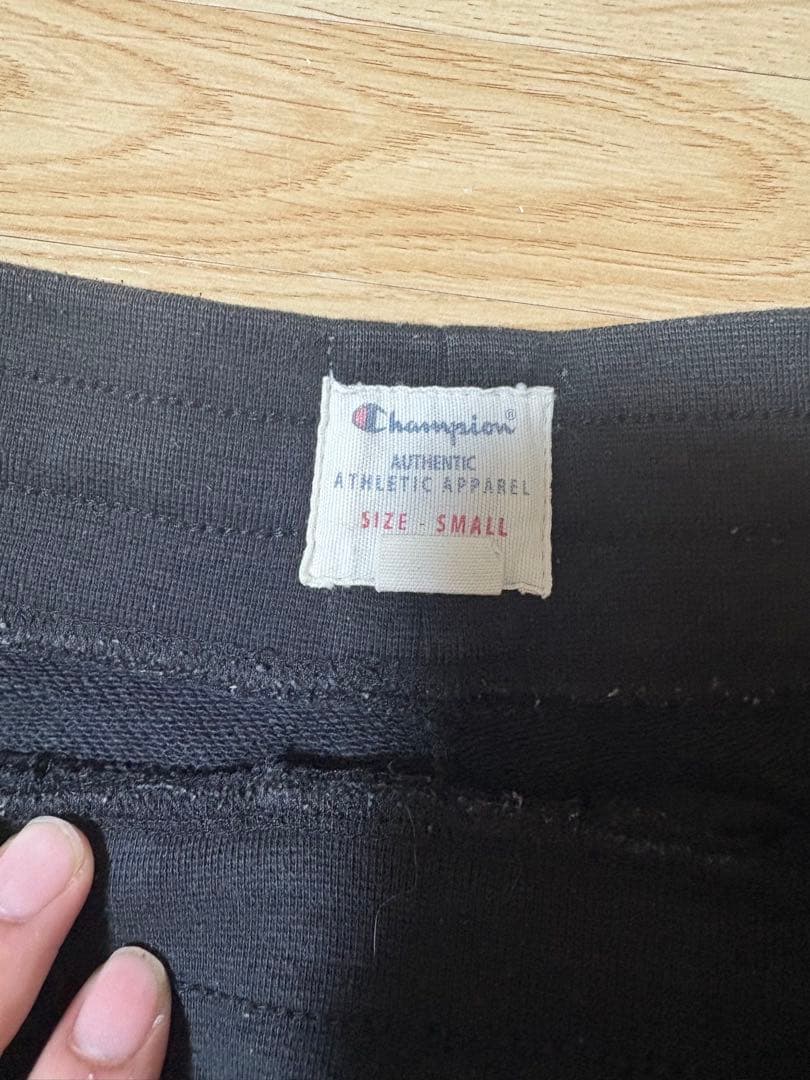 Champion®
AUTHENTIC
ATHLETIC APPAREL
SIZE - SMALL